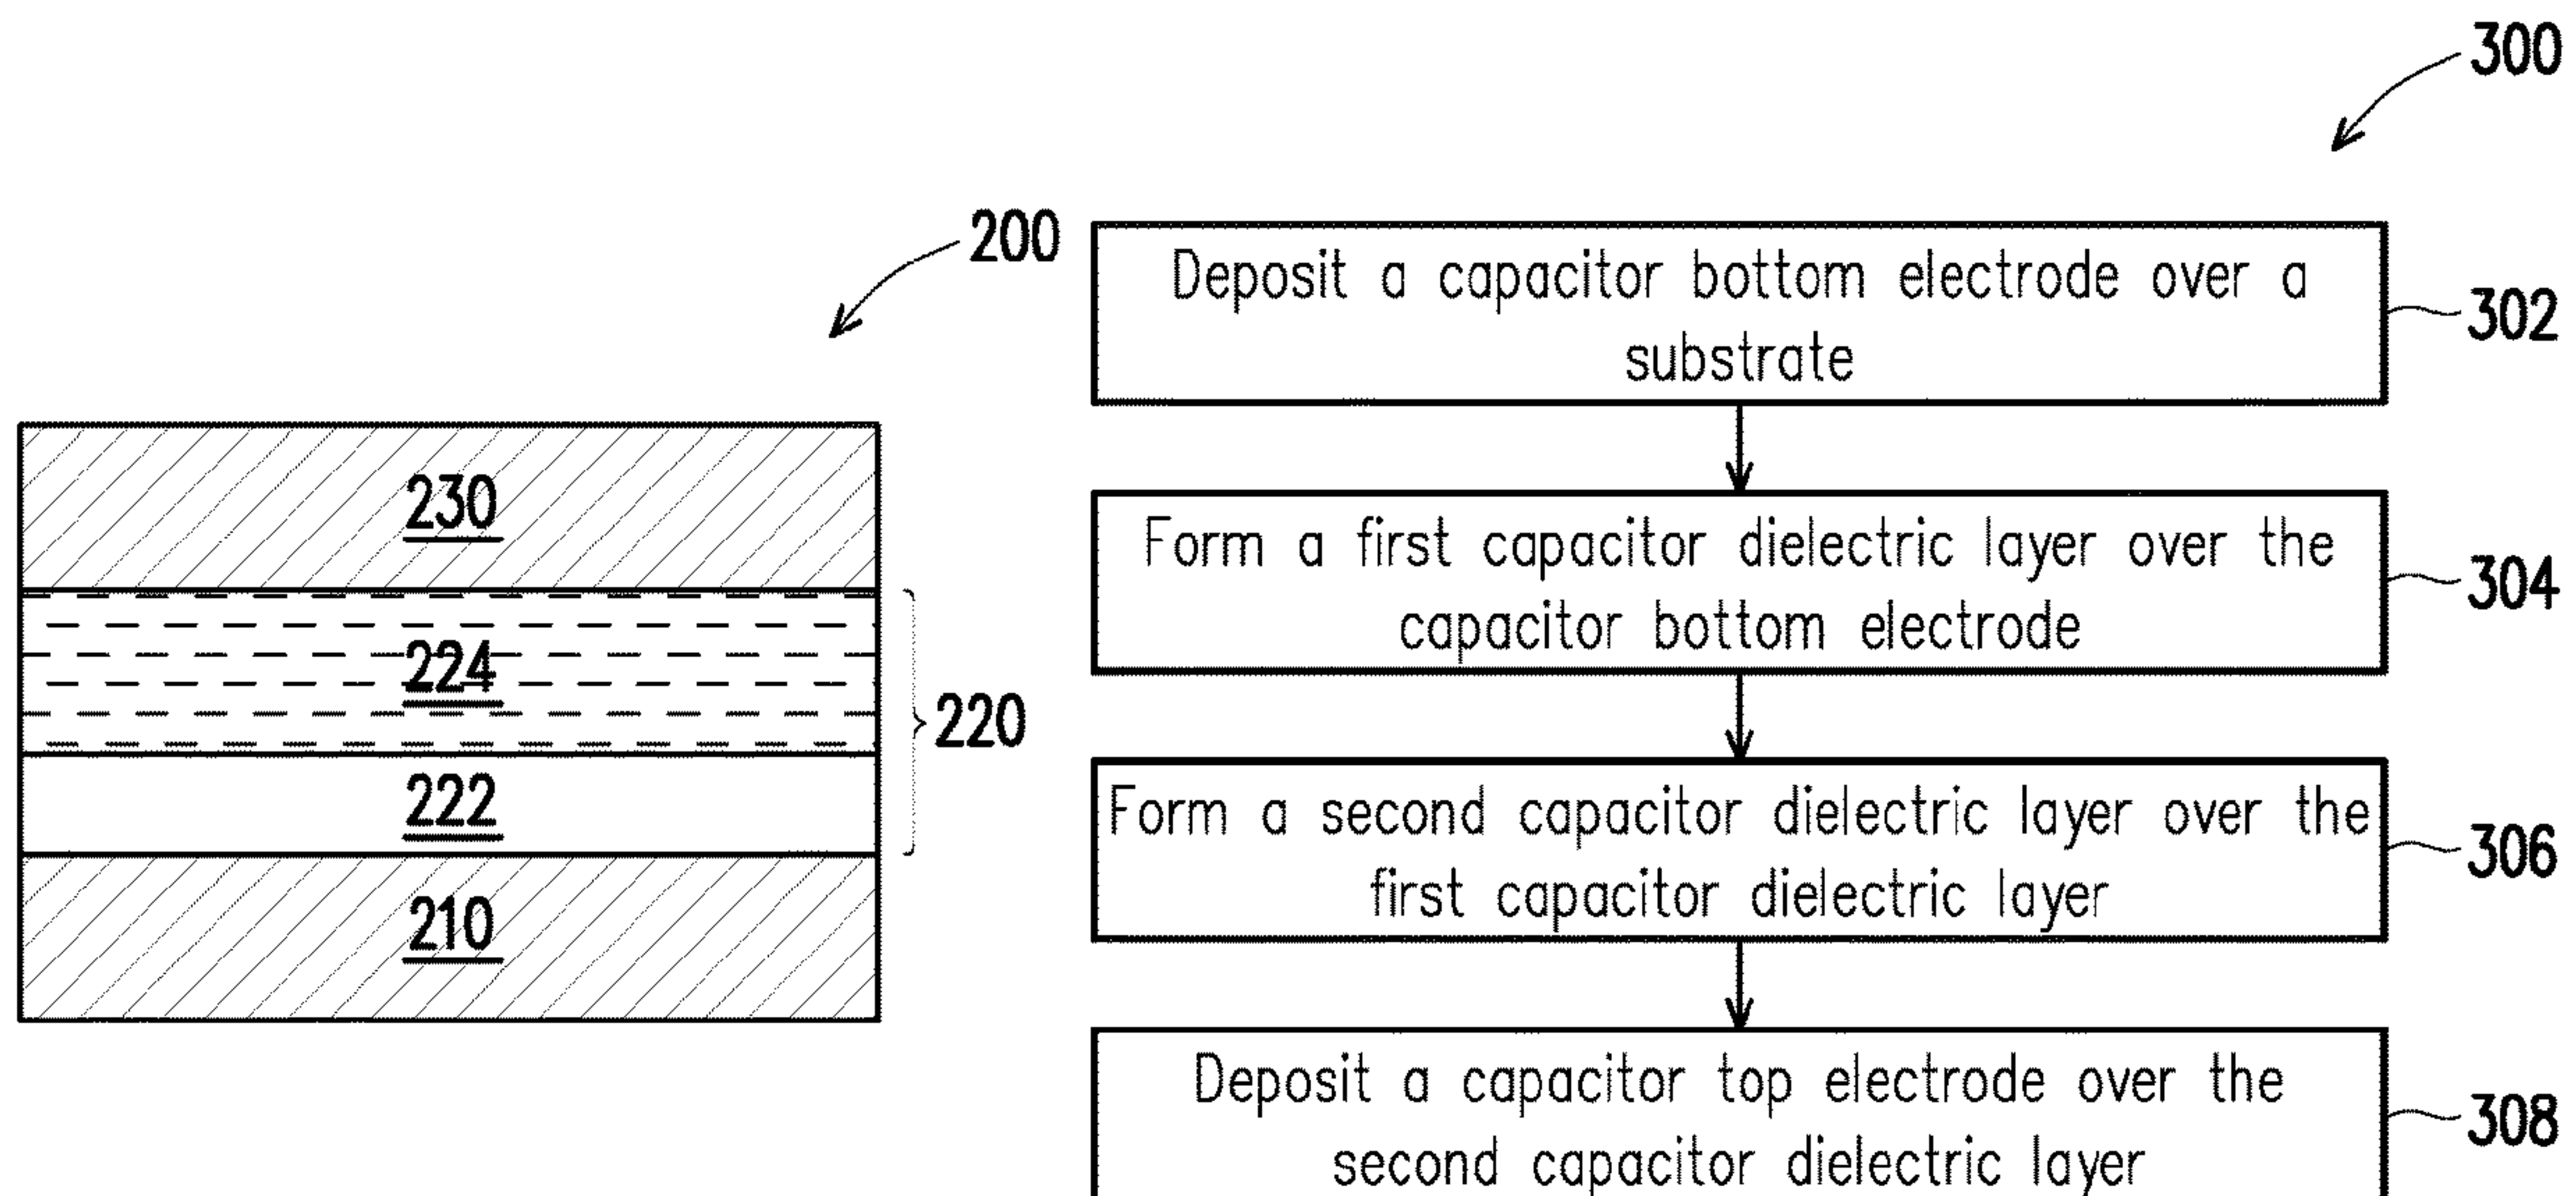 300
200
230
224
220
222
210
Deposit a capacitor bottom electrode over a
substrate
302
Form a first capacitor dielectric layer over the
capacitor bottom electrode
304
Form a second capacitor dielectric layer over the
first capacitor dielectric layer
306
Deposit a capacitor top electrode over the
second capacitor dielectric layer
308